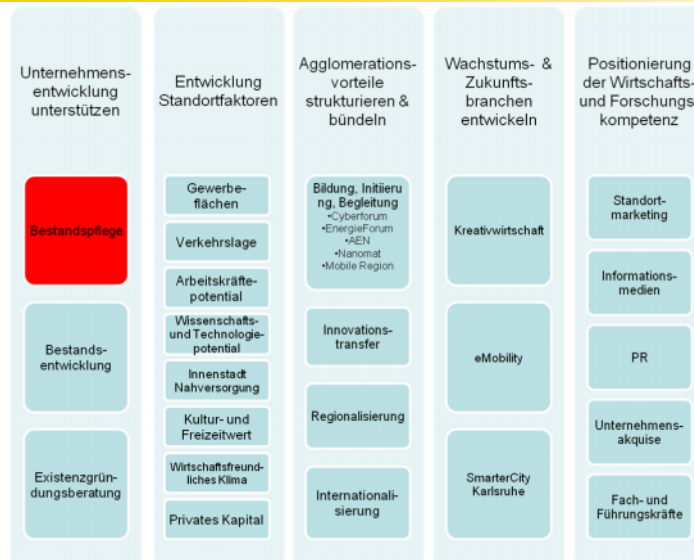 Unternehmens-
entwicklung
unterstützen
Bestandspflege
Bestands-
entwicklung
Existenzgrün-
dungsberatung
Entwicklung
Standortfaktoren
Gewerbe-
flächen
Verkehrslage
Arbeitskräfte-
potential
Wissenschafts-
und Technologie-
potential
Innenstadt
Nahversorgung
Kultur- und
Freizeitwert
Wirtschaftsfreund-
liches Klima
Privates Kapital
Agglomerations-
vorteile
strukturieren &
bündeln
Bildung, Initiieru
ng, Begleitung
•Cyberforum
•EnergieForum
•AEN
•Nanomat
•Mobile Region
Innovations-
transfer
Regionalisierung
Internationali-
sierung
Wachstums- &
Zukunfts-
branchen
entwickeln
Kreativwirtschaft
eMobility
SmarterCity
Karlsruhe
Positionierung
der Wirtschafts-
und Forschungs
kompetenz
Standort-
marketing
Informations-
medien
PR
Unternehmens-
akquise
Fach- und
Führungskräfte